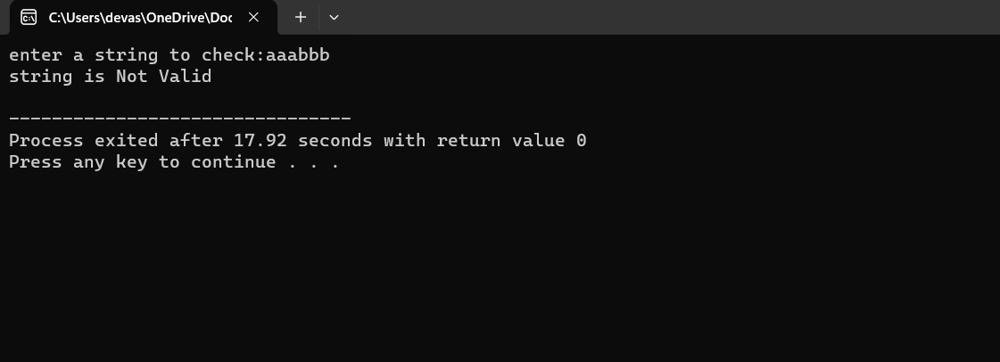 C:\Users\devas\OneDrive\Doc
enter a string to check:aaabbb
string is Not Valid
--------------------------------
Process exited after 17.92 seconds with return value 0
Press any key to continue . . .